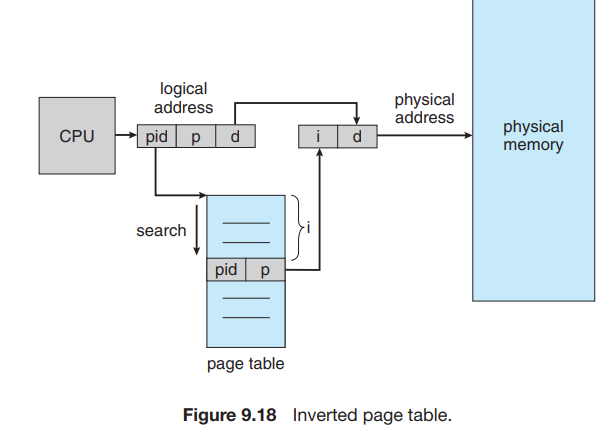 logical
address
physical
address
CPU
pid p d
i d
physical
memory
search
i
pid p
page table
Figure 9.18 Inverted page table.